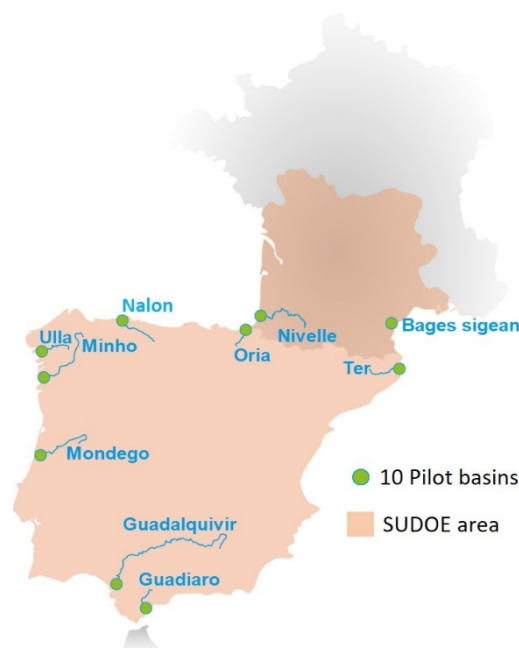 Nalon
Ulla
Minho
Oria
Nivelle
Bages sigean
Ter
Mondego
10 Pilot basins
Guadalquivir
SUDOE area
Guadiaro